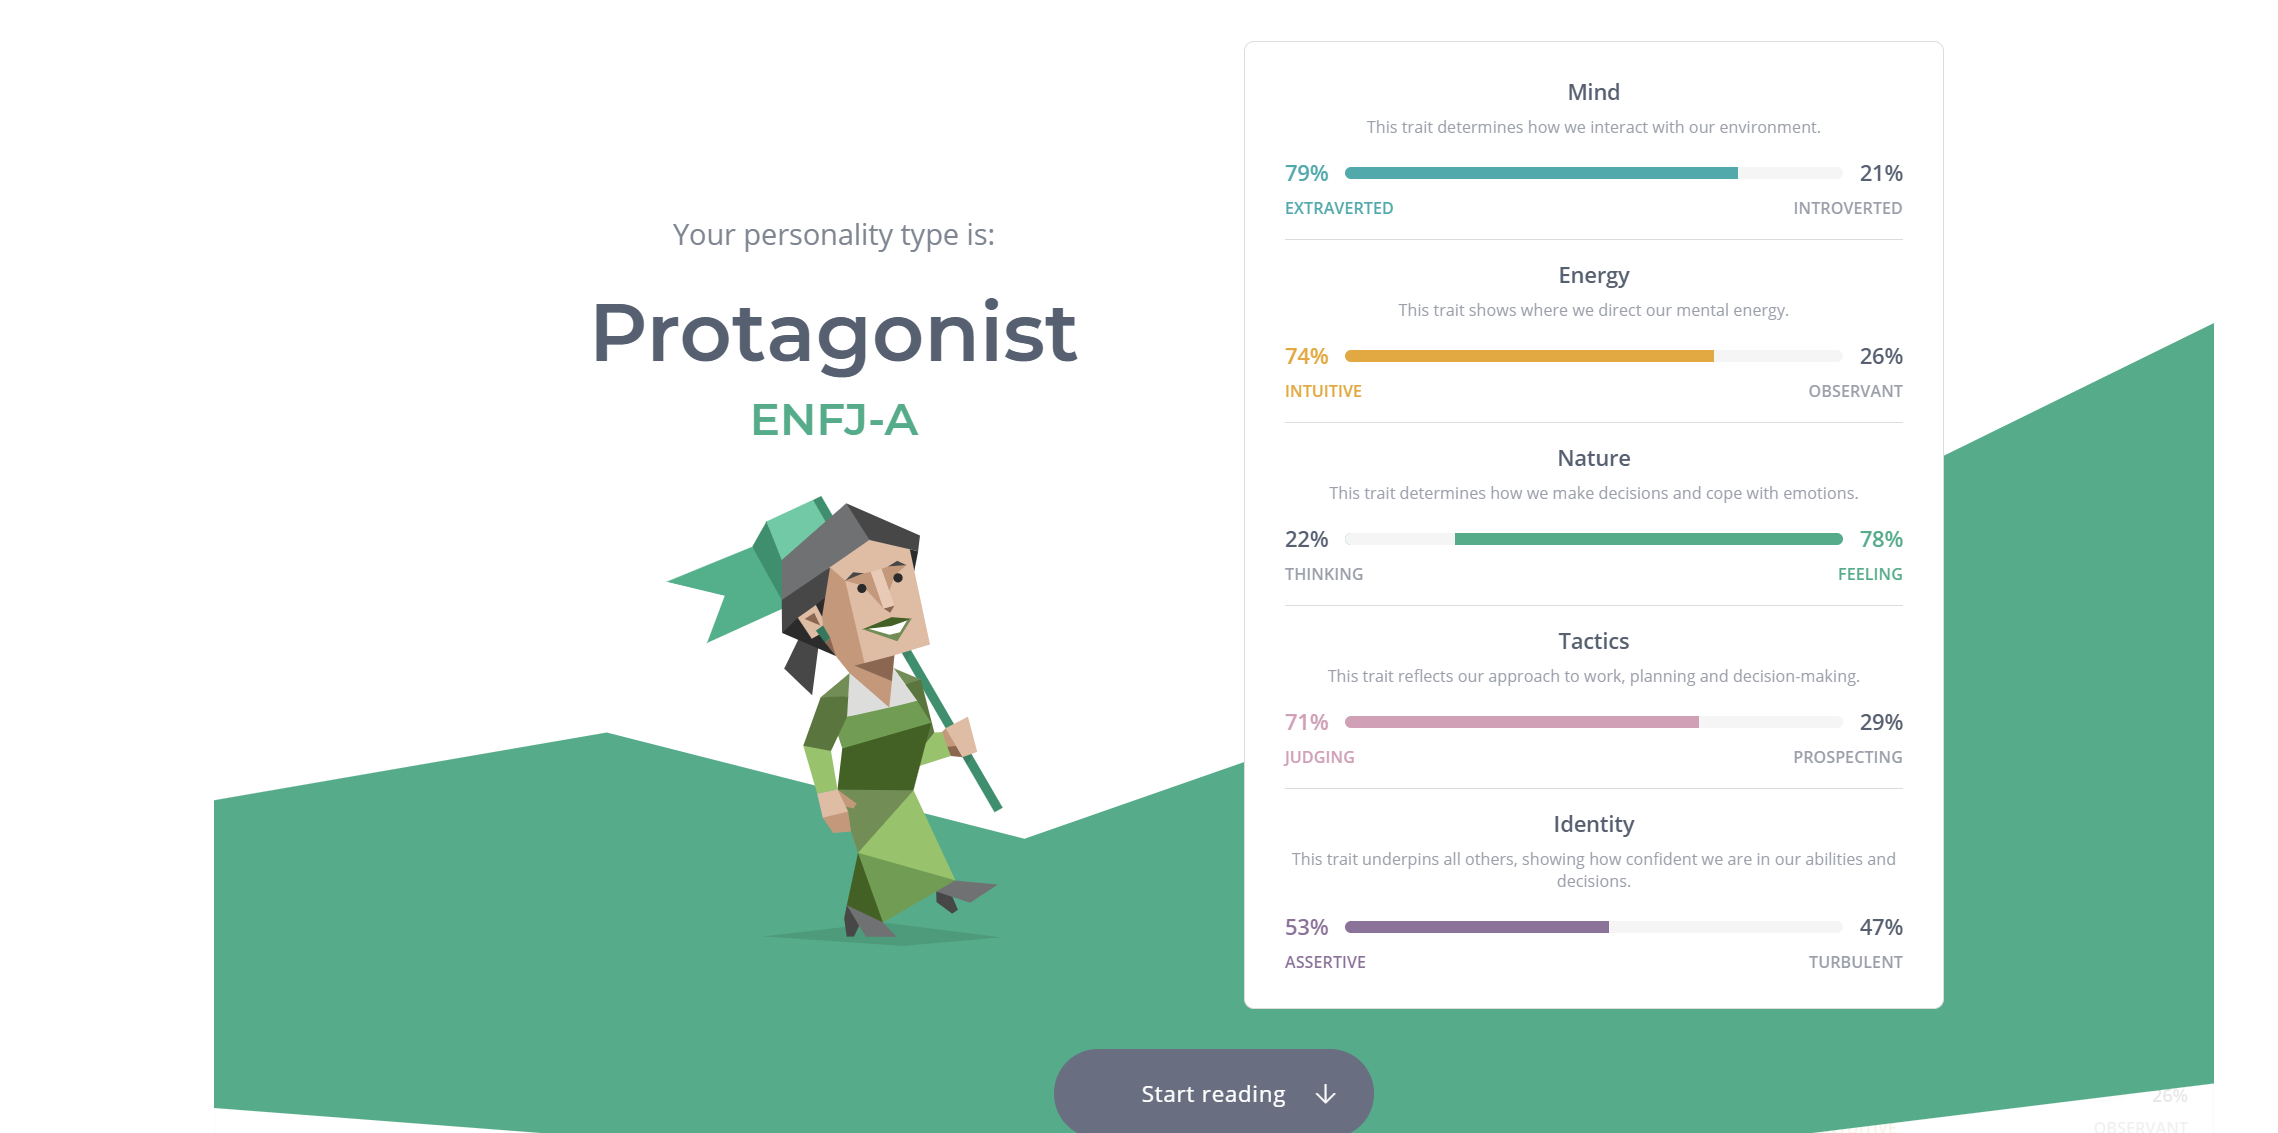 Your personality type is:
Protagonist
ENFJ-A
Mind
This trait determines how we interact with our environment.
79% 21%
EXTRAVERTED INTROVERTED
Energy
This trait shows where we direct our mental energy.
74% 26%
INTUITIVE OBSERVANT
Nature
This trait determines how we make decisions and cope with emotions.
22% 78%
THINKING FEELING
Tactics
This trait reflects our approach to work, planning and decision-making.
71% 29%
JUDGING PROSPECTING
Identity
This trait underpins all others, showing how confident we are in our abilities and
decisions.
53% 47%
ASSERTIVE TURBULENT
Start reading
26%
OBSERVANT